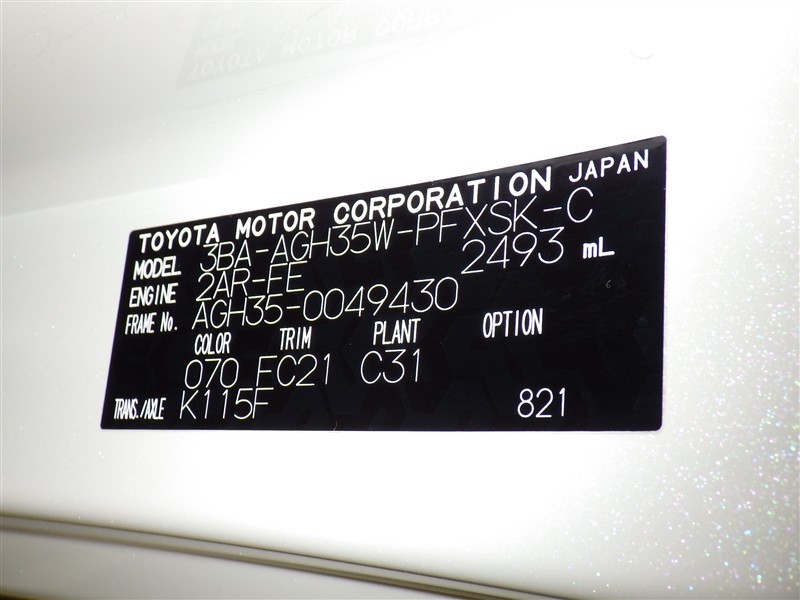 TOYOTA MOTOR CORPORATION JAPAN
MODEL 3BA-AGH35W-PFXSK-C
ENGINE 2AR-FE 2493 mL
FRAME No. AGH35-0049430
COLOR TRIM PLANT OPTION
070 EC21 C31
TRANS./AXLE K115F 821